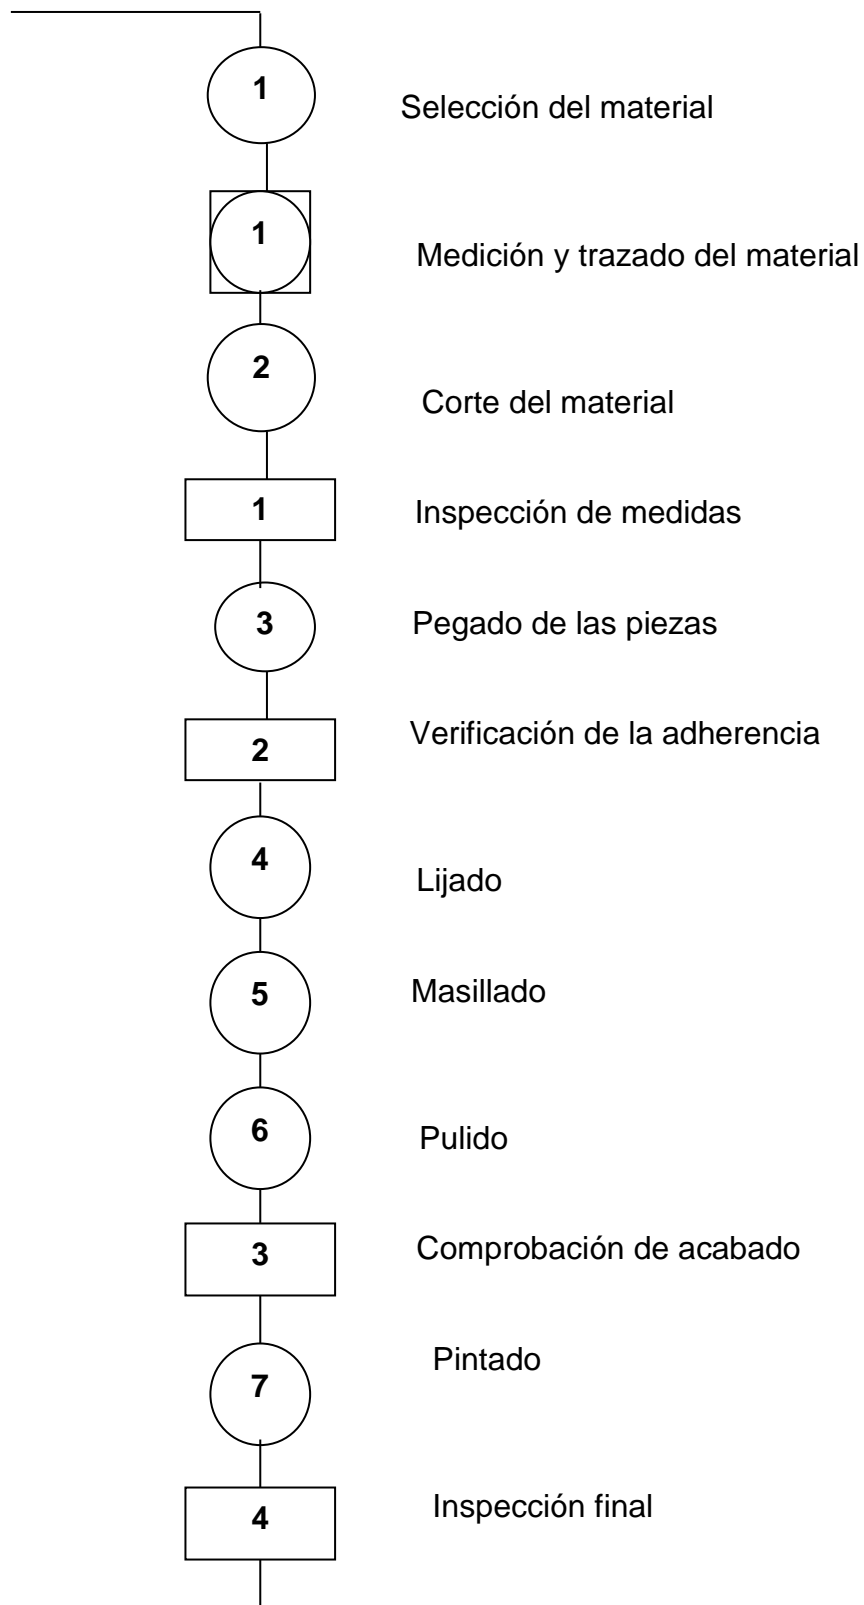 1
Selección del material
1
Medición y trazado del material
2
Corte del material
1
Inspección de medidas
3
Pegado de las piezas
2
Verificación de la adherencia
4
Lijado
5
Masillado
6
Pulido
3
Comprobación de acabado
7
Pintado
4
Inspección final